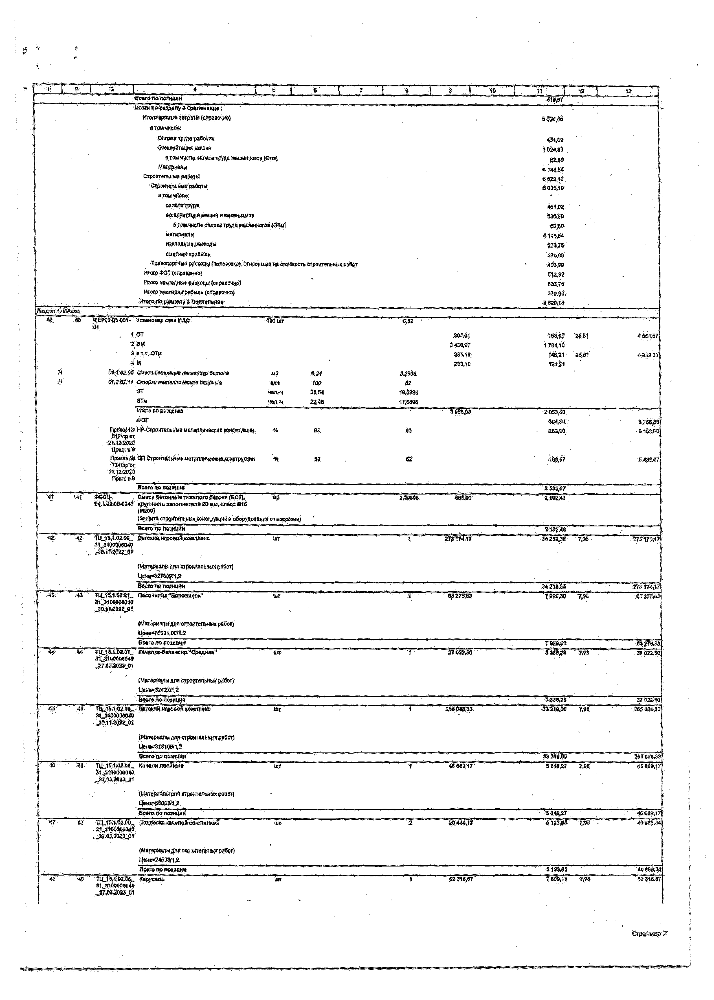 1 2 3 4 5 6 7 8 9 10 11 12 13
Всего по позиции 415,67
Итоги по разделу 3 Озеленение :
Итого прямые затраты (справочно) 5 624,45
в том числе:
Оплата труда рабочих 451,02
Эксплуатация машин 1 024,89
в том числе оплата труда машинистов (Отм) 62,80
Материалы 4 148,54
Строительные работы 6 529,18
Строительные работы 6 035,19
в том числе:
оплата труда 451,02
эксплуатация машин и механизмов 530,90
в том числе оплата труда машинистов (ОТм) 62,80
материалы 4 148,54
накладные расходы 533,75
сметная прибыль 370,98
Транспортные расходы (перевозка), относимые на стоимость строительных работ 493,99
Итого ФОТ (справочно) 513,82
Итого накладные расходы (справочно) 533,75
Итого сметная прибыль (справочно) 370,98
Итого по разделу 3 Озеленение 6 529,18
Раздел 4. МАФы
40 40 ФЕР09-08-001- Установка стек МАФ 100 шт 0,52
01
1 ОТ 304,01 158,09 28,81 4 554,57
2 ЭМ 3 430,97 1 784,10
3 в т.ч. ОТм 281,18 146,21 28,81 4 212,31
4 М 233,10 121,21
Н 04.1.02.05 Смеси бетонные тяжелого бетона м3 6,34 3,2968
Н 07.2.07.11 Стойки металлические опорные шт 100 52
ЗТ чел.-ч 35,64 18,5328
ЗТм чел.-ч 22,48 11,6896
Итого по расценке 3 968,08 2 063,40
ФОТ 304,30 8 766,88
Приказ № НР Строительные металлические конструкции % 93 93 283,00 8 153,20
812/пр от
21.12.2020
Прил. п.9
Приказ № СП Строительные металлические конструкции % 62 62 188,67 5 435,47
774/пр от
11.12.2020
Прил. п.9
Всего по позиции 2 535,07
41 41 ФССЦ- Смеси бетонные тяжелого бетона (БСТ), м3 3,29696 665,00 2 192,48
04.1.02.05-0043 крупность заполнителя 20 мм, класс В15
(М200)
(Защита строительных конструкций и оборудования от коррозии)
Всего по позиции 2 192,48
42 42 ТЦ_15.1.02.09_ Детский игровой комплекс шт 1 273 174,17 34 232,35 7,98 273 174,17
31_3100006040
_30.11.2022_01
(Материалы для строительных работ)
Цена=327809/1,2
Всего по позиции 34 232,35 273 174,17
43 43 ТЦ_15.1.02.21_ Песочница "Боровичок" шт 1 63 275,83 7 929,30 7,98 63 275,83
31_3100006040
_30.11.2022_01
(Материалы для строительных работ)
Цена=75931,00/1,2
Всего по позиции 7 929,30 63 275,83
44 44 ТЦ_15.1.02.07_ Качалка-балансир "Средняя" шт 1 27 022,50 3 386,28 7,98 27 022,50
31_3100006040
_27.03.2023_01
(Материалы для строительных работ)
Цена=32427/1,2
Всего по позиции 3 386,28 27 022,50
45 45 ТЦ_15.1.02.09_ Детский игровой комплекс шт 1 265 088,33 33 219,09 7,98 265 088,33
31_3100006040
_30.11.2022_01
(Материалы для строительных работ)
Цена=318106/1,2
Всего по позиции 33 219,09 265 088,33
46 46 ТЦ_15.1.02.08_ Качели двойные шт 1 46 669,17 5 848,27 7,98 46 669,17
31_3100006040
_27.03.2023_01
(Материалы для строительных работ)
Цена=56003/1,2
Всего по позиции 5 848,27 46 669,17
47 47 ТЦ_15.1.02.00_ Подвеска качелей со спинкой шт 2 20 444,17 5 123,85 7,98 40 888,34
31_3100006040
_27.03.2023_01
(Материалы для строительных работ)
Цена=24533/1,2
Всего по позиции 5 123,85 40 888,34
48 48 ТЦ_15.1.02.06_ Карусель шт 1 62 316,67 7 809,11 7,98 62 316,67
31_3100006040
_27.03.2023_01
Страница 7